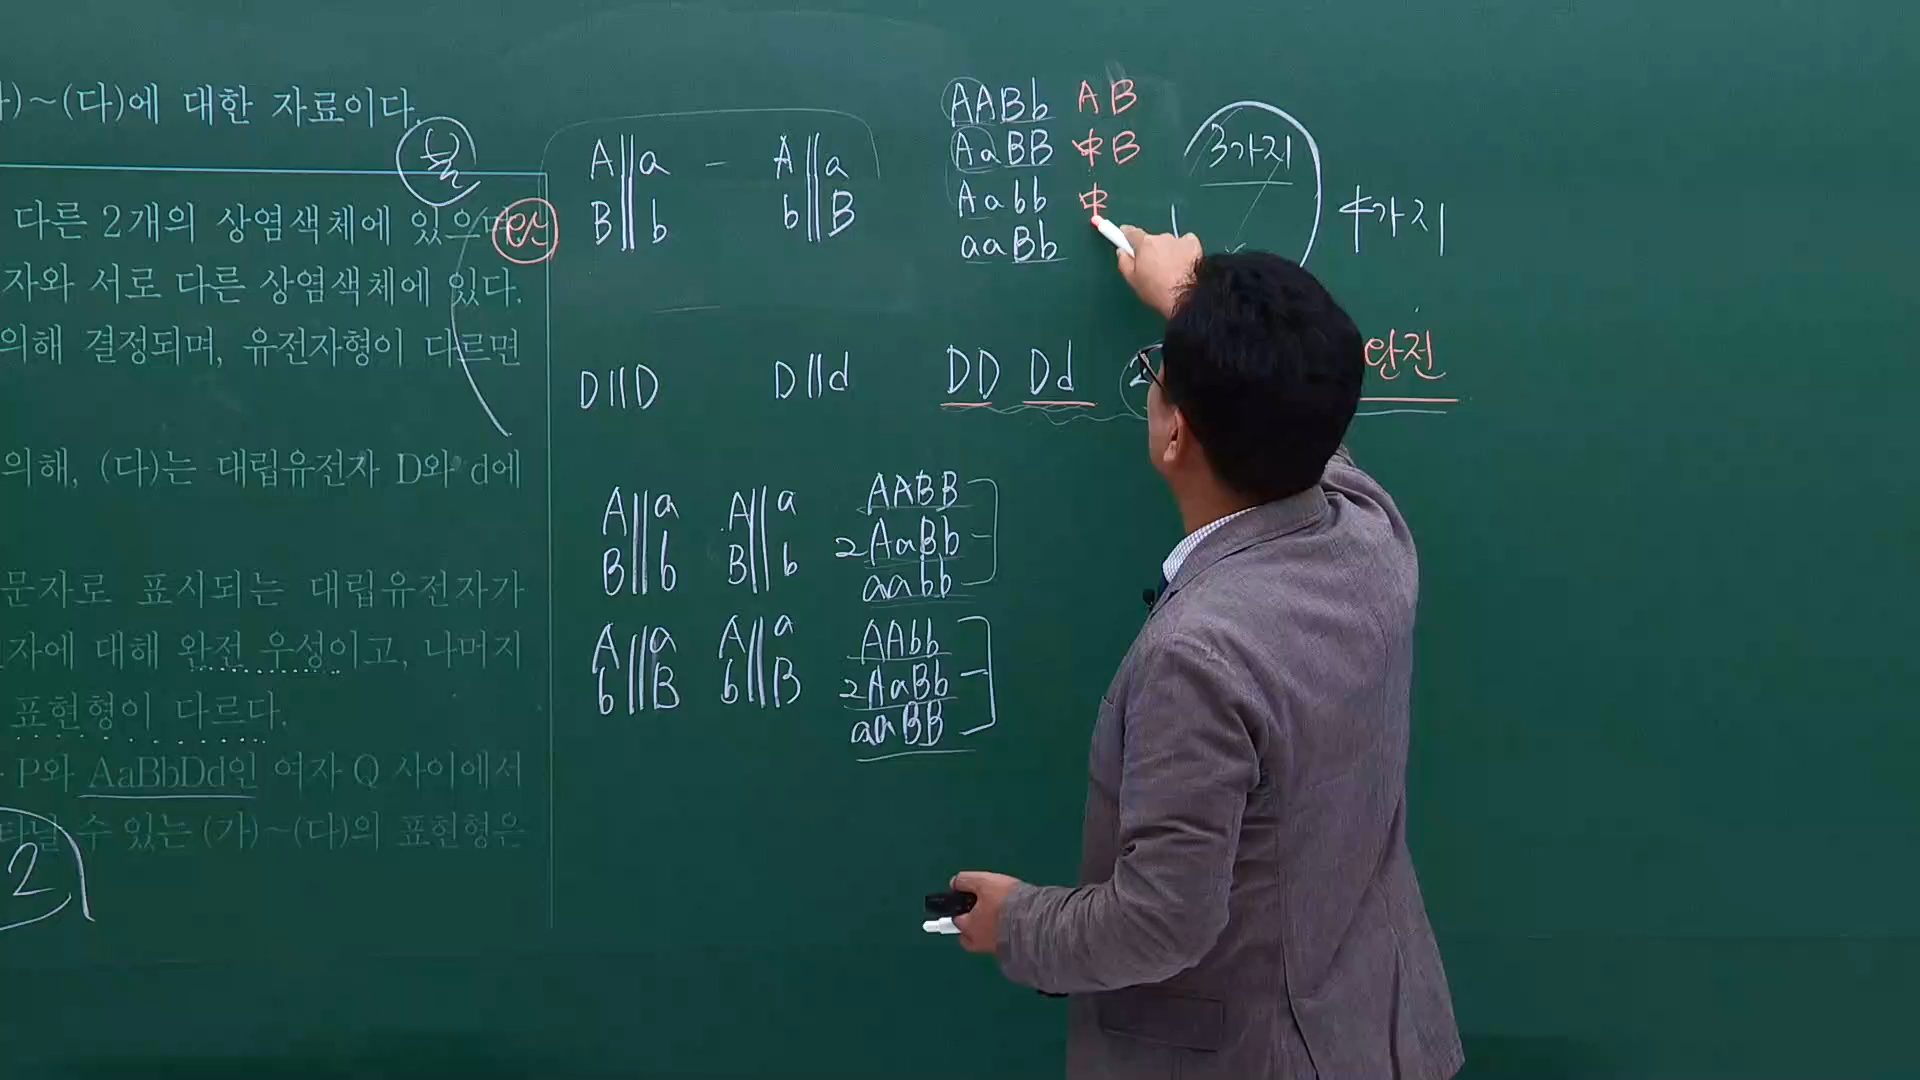 )~(다)에 대한 자료이다.
다른 2개의 상염색체에 있으며,
자와 서로 다른 상염색체에 있다.
의해 결정되며, 유전자형이 다르면
의해, (다)는 대립유전자 D와 d에
문자로 표시되는 대립유전자가
자에 대해 완전 우성이고, 나머지
표현형이 다르다.
P와 AaBbDd인 여자 Q 사이에서
타날 수 있는 (가)~(다)의 표현형은
2
A a - A a
B b b B
AABb AB
AaBB 中B
Aabb 中
aaBb
3가지
4가지
D D D d DD Dd 2
완전
A a A a
B b B b
AABB
2AaBb
aabb
A a A a
b B b B
AAbb
2AaBb
aaBB